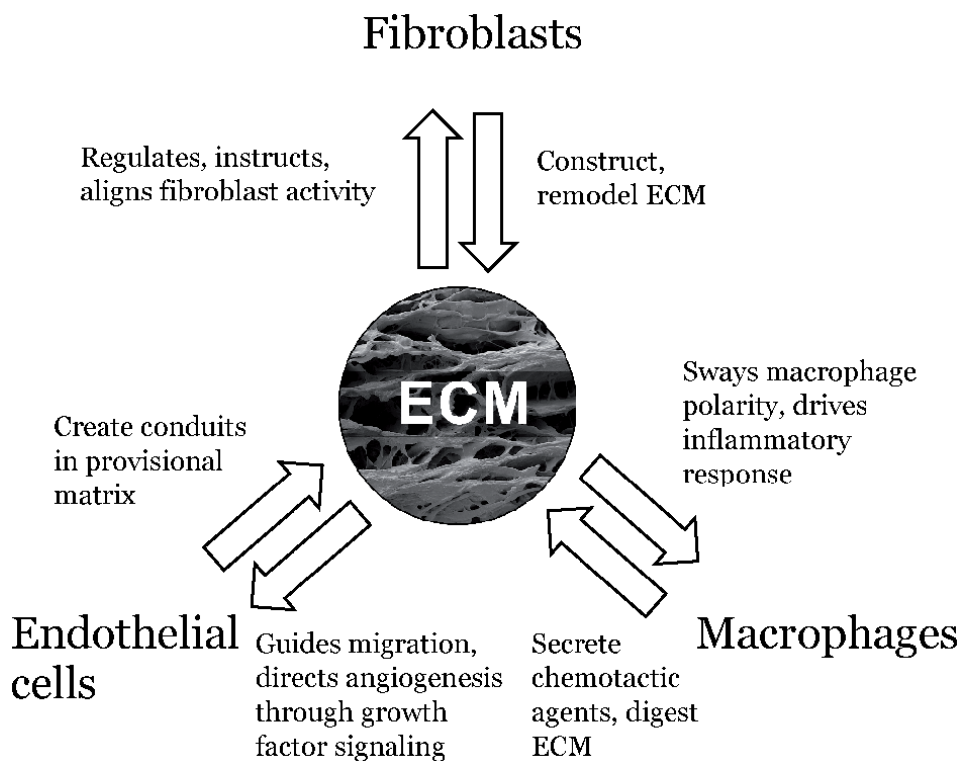 Fibroblasts
Regulates, instructs,
aligns fibroblast activity
Construct,
remodel ECM
ECM
Sways macrophage
polarity, drives
inflammatory
response
Create conduits
in provisional
matrix
Endothelial
cells
Guides migration,
directs angiogenesis
through growth
factor signaling
Secrete
chemotactic
agents, digest
ECM
Macrophages